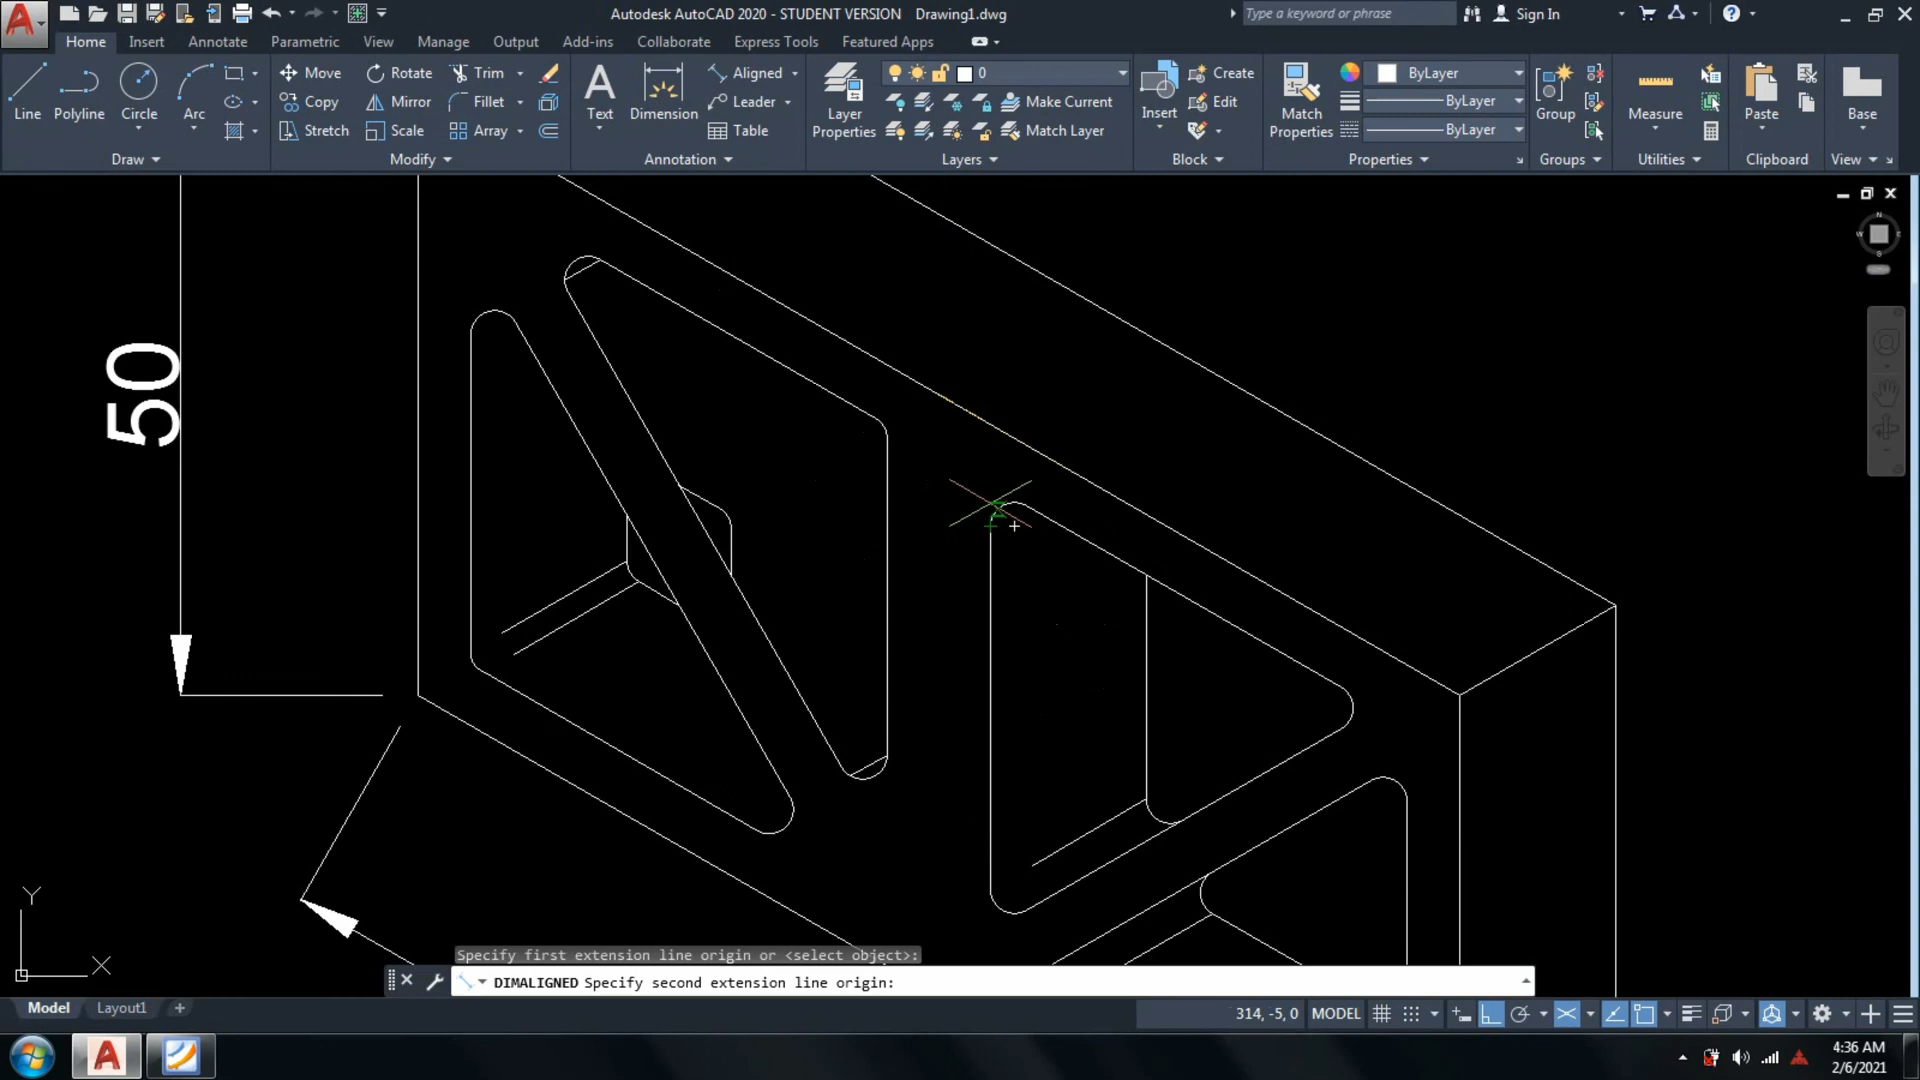 Autodesk AutoCAD 2020 - STUDENT VERSION Drawing1.dwg
Type a keyword or phrase
Sign In
Home Insert Annotate Parametric View Manage Output Add-ins Collaborate Express Tools Featured Apps
Line Polyline Circle Arc
Draw
Move Rotate Trim
Copy Mirror Fillet
Stretch Scale Array
Modify
Text Dimension
Aligned
Leader
Table
Annotation
Layer Properties
0
Make Current
Match Layer
Layers
Insert
Create
Edit
Block
Match Properties
ByLayer
ByLayer
ByLayer
Properties
Group
Groups
Measure
Utilities
Paste
Clipboard
Base
View
N
W
S
50
Y
X
Specify first extension line origin or <select object>:
DIMALIGNED Specify second extension line origin:
Model Layout1 +
314, -5, 0 MODEL
4:36 AM
2/6/2021